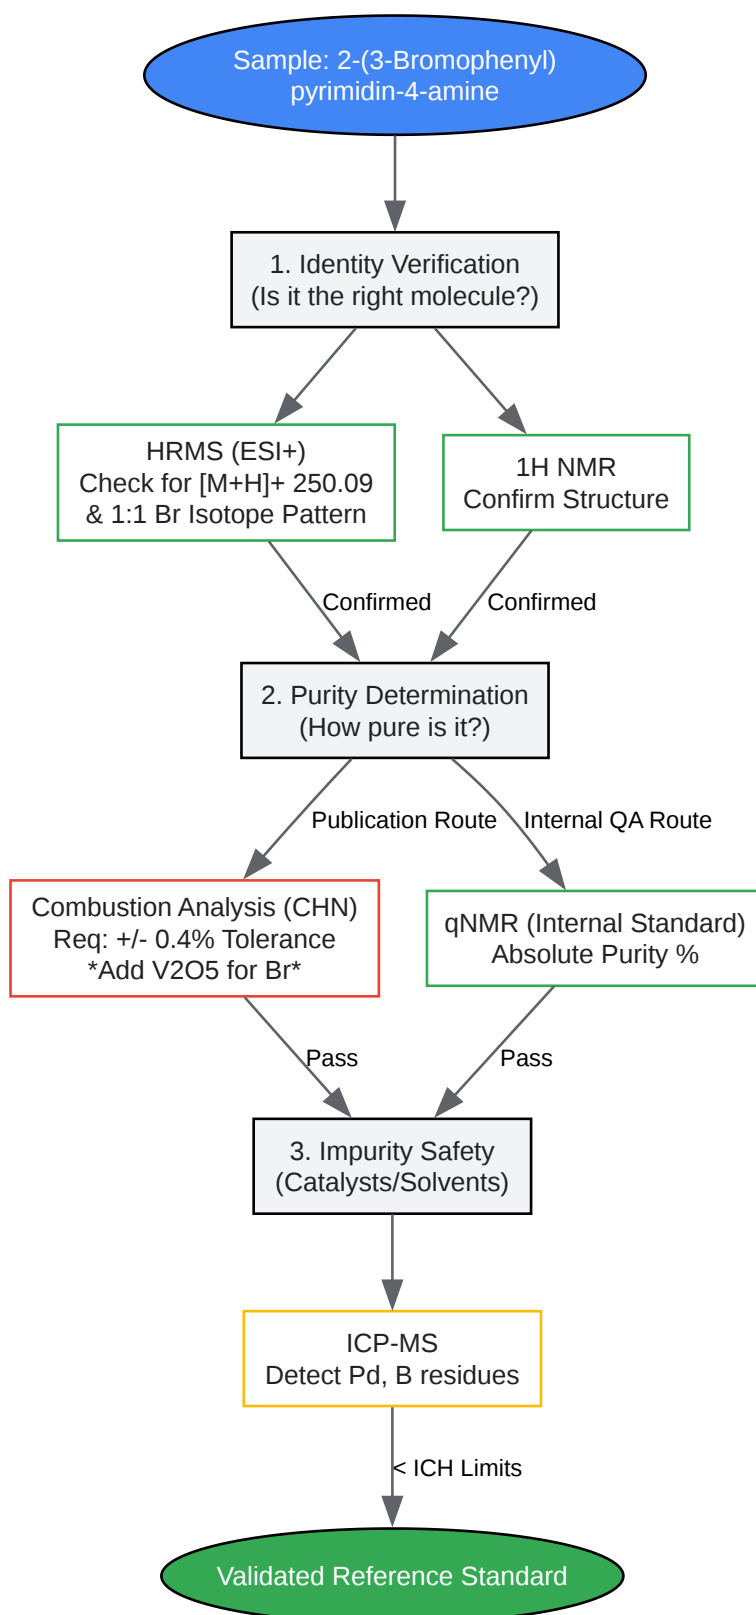 Sample: 2-(3-Bromophenyl)
pyrimidin-4-amine
1. Identity Verification
(Is it the right molecule?)
HRMS (ESI+)
Check for [M+H]+ 250.09
& 1:1 Br Isotope Pattern
1H NMR
Confirm Structure
Confirmed
Confirmed
2. Purity Determination
(How pure is it?)
Publication Route
Internal QA Route
Combustion Analysis (CHN)
Req: +/- 0.4% Tolerance
*Add V2O5 for Br*
qNMR (Internal Standard)
Absolute Purity %
Pass
Pass
3. Impurity Safety
(Catalysts/Solvents)
ICP-MS
Detect Pd, B residues
< ICH Limits
Validated Reference Standard